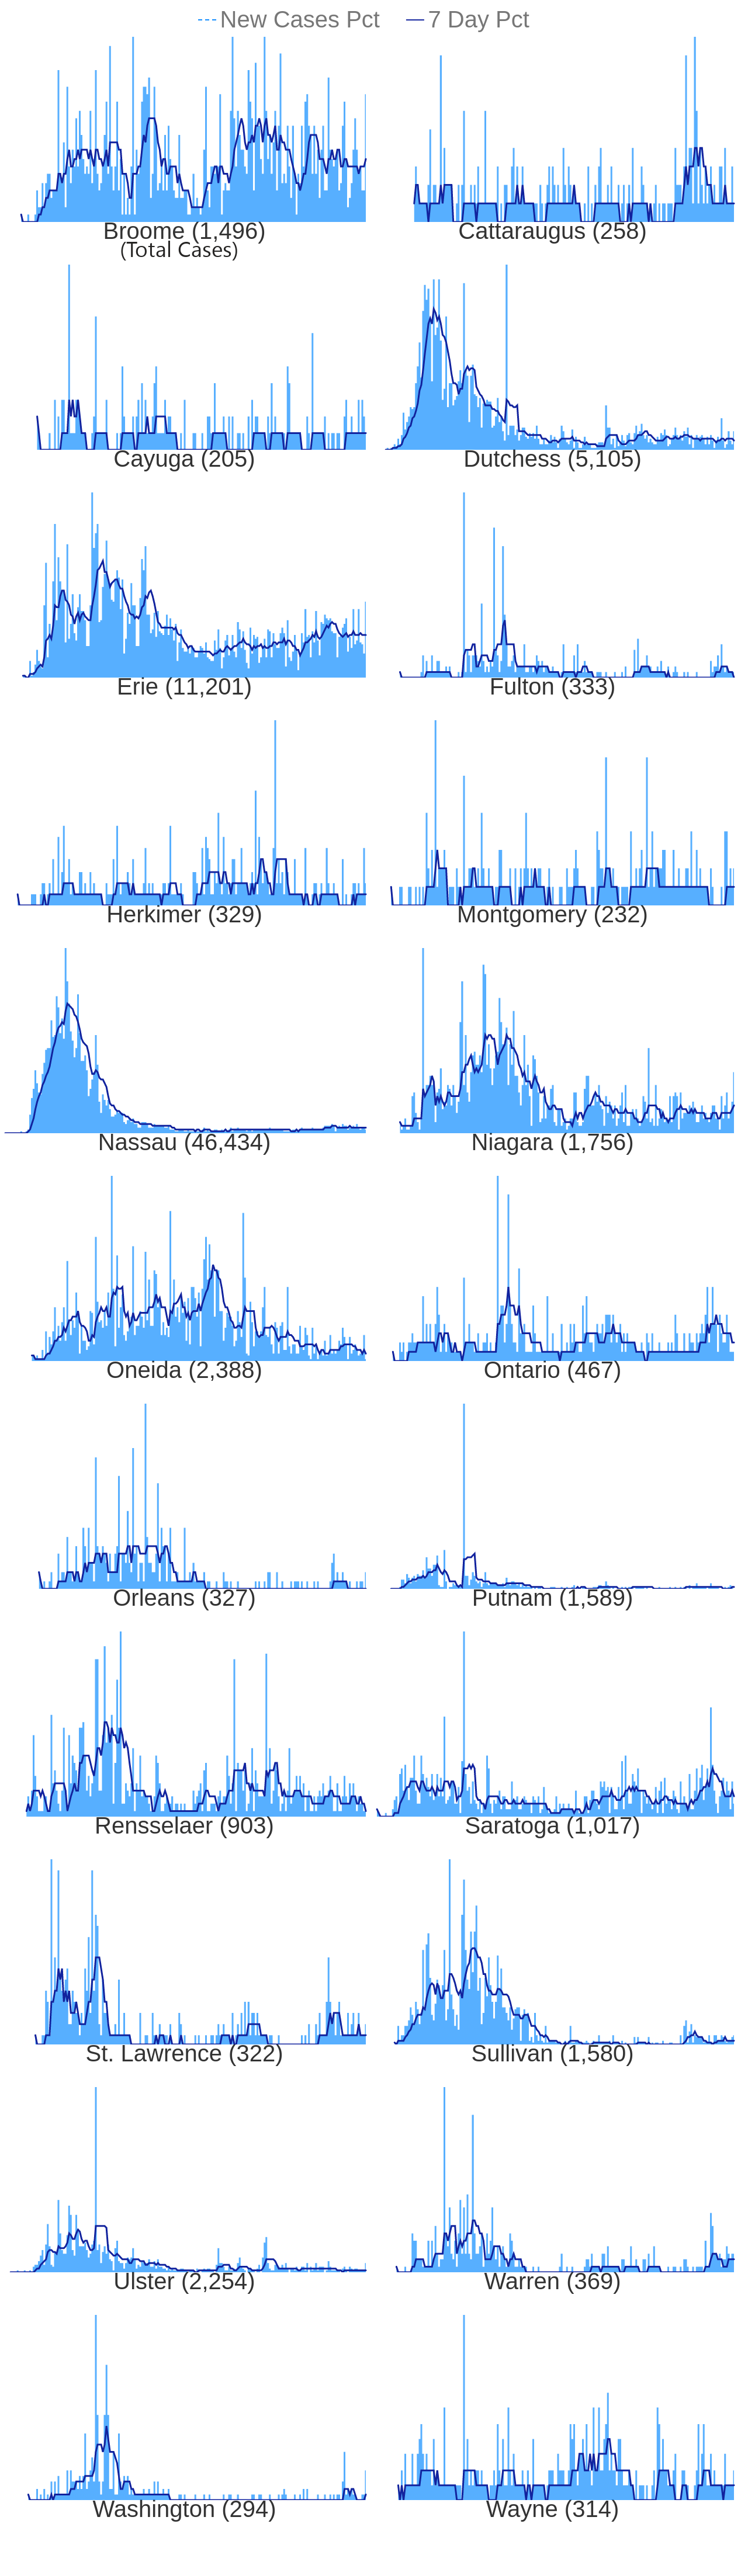 New Cases Pct 7 Day Pct
Broome (1,496) Cattaraugus (258)
(Total Cases)
Cayuga (205) Dutchess (5,105)
Erie (11,201) Fulton (333)
Herkimer (329) Montgomery (232)
Nassau (46,434) Niagara (1,756)
Oneida (2,388) Ontario (467)
Orleans (327) Putnam (1,589)
Rensselaer (903) Saratoga (1,017)
St. Lawrence (322) Sullivan (1,580)
Ulster (2,254) Warren (369)
Washington (294) Wayne (314)